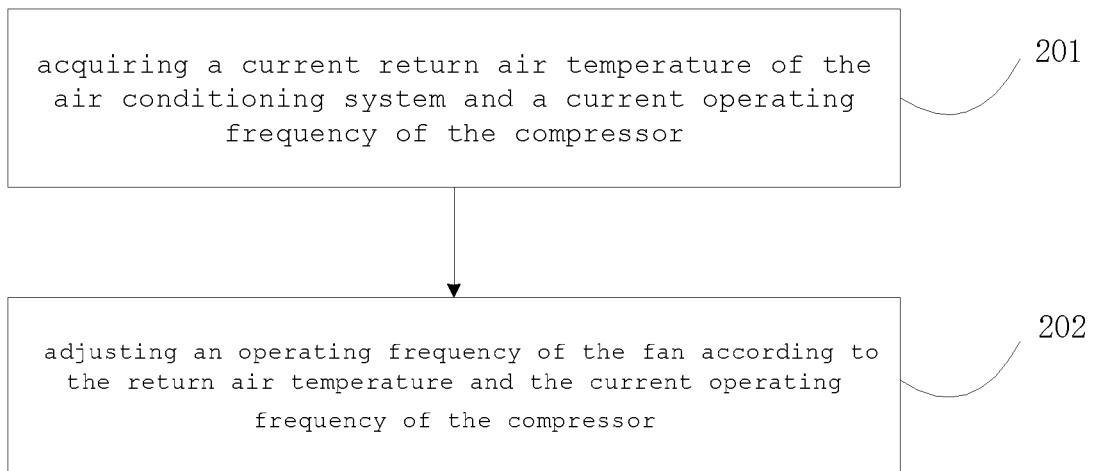 acquiring a current return air temperature of the
air conditioning system and a current operating
frequency of the compressor
201
adjusting an operating frequency of the fan according to
the return air temperature and the current operating
frequency of the compressor
202